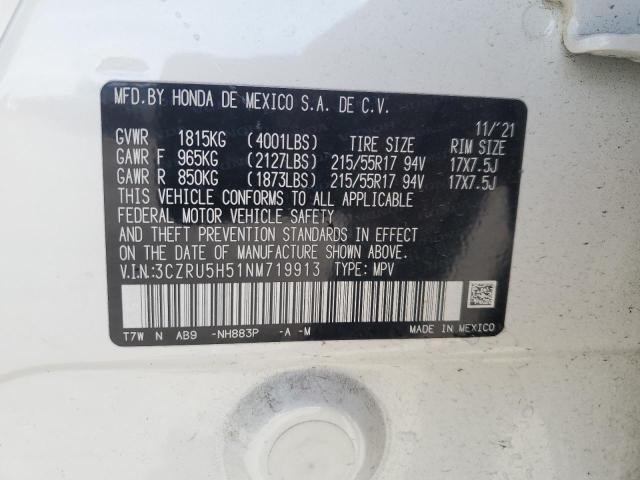 MFD.BY HONDA DE MEXICO S.A. DE C.V.
11/'21
GVWR 1815KG (4001LBS) TIRE SIZE RIM SIZE
GAWR F 965KG (2127LBS) 215/55R17 94V 17X7.5J
GAWR R 850KG (1873LBS) 215/55R17 94V 17X7.5J
THIS VEHICLE CONFORMS TO ALL APPLICABLE
FEDERAL MOTOR VEHICLE SAFETY
AND THEFT PREVENTION STANDARDS IN EFFECT
ON THE DATE OF MANUFACTURE SHOWN ABOVE.
V.I.N:3CZRU5H51NM719913 TYPE: MPV
T7W N AB9 -NH883P -A -M MADE IN MEXICO